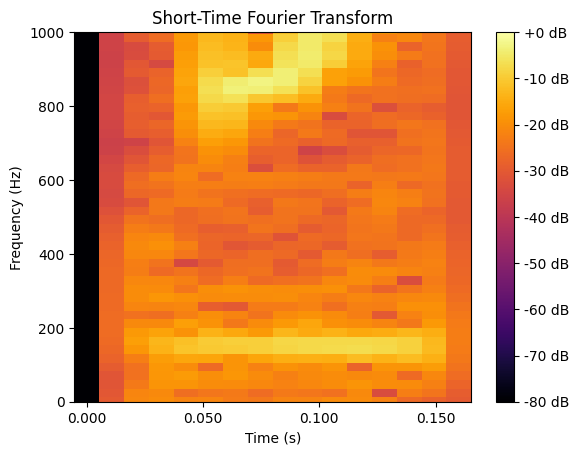 Short-Time Fourier Transform
Frequency (Hz)
1000
800
600
400
200
0
0.000
0.050
0.100
0.150
Time (s)
+0 dB
-10 dB
-20 dB
-30 dB
-40 dB
-50 dB
-60 dB
-70 dB
-80 dB